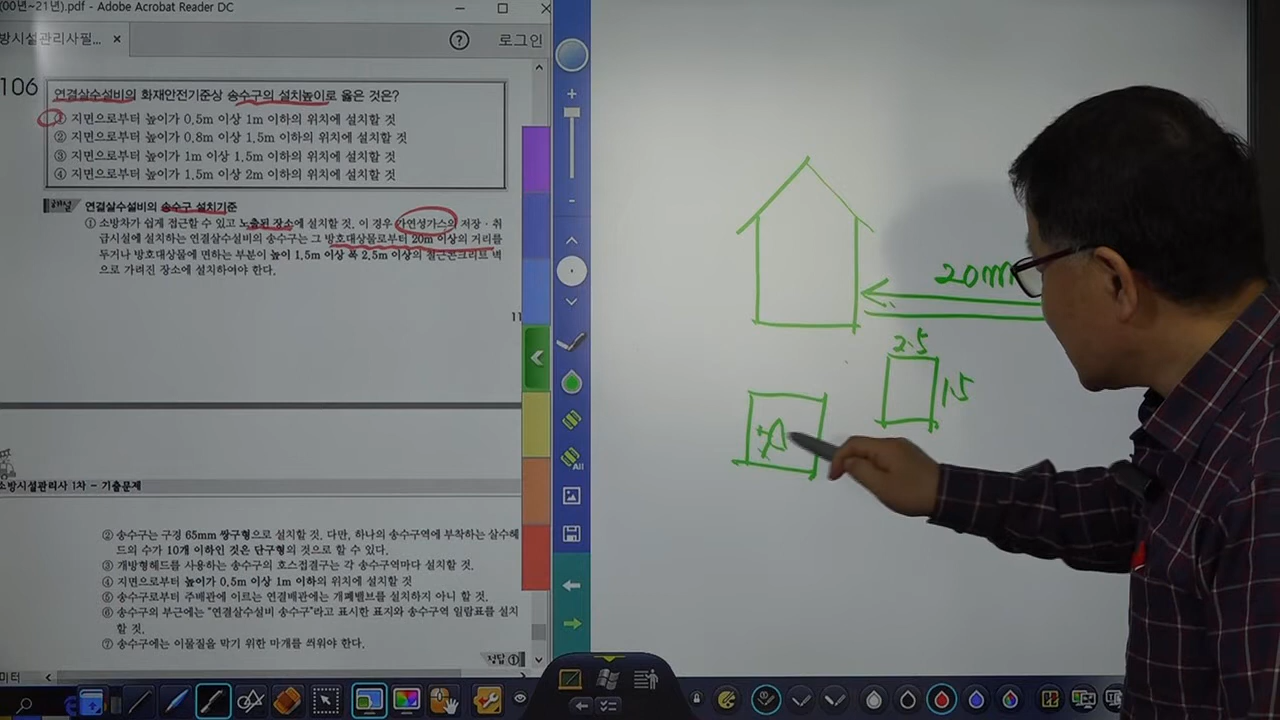 (00년~21년).pdf - Adobe Acrobat Reader DC
방시설관리사필... ×
로그인
106
연결살수설비의 화재안전기준상 송수구의 설치높이로 옳은 것은?
① 지면으로부터 높이가 0.5m 이상 1m 이하의 위치에 설치할 것
② 지면으로부터 높이가 0.8m 이상 1.5m 이하의 위치에 설치할 것
③ 지면으로부터 높이가 1m 이상 1.5m 이하의 위치에 설치할 것
④ 지면으로부터 높이가 1.5m 이상 2m 이하의 위치에 설치할 것
해설 연결살수설비의 송수구 설치기준
① 소방차가 쉽게 접근할 수 있고 노출된 장소에 설치할 것. 이 경우 가연성가스의 저장·취
급시설에 설치하는 연결살수설비의 송수구는 그 방호대상물로부터 20m 이상의 거리를
두거나 방호대상물에 면하는 부분이 높이 1.5m 이상 폭 2.5m 이상의 철근콘크리트 벽
으로 가려진 장소에 설치하여야 한다.
11
소방시설관리사 1차 - 기출문제
② 송수구는 구경 65mm 쌍구형으로 설치할 것. 다만, 하나의 송수구역에 부착하는 살수헤
드의 수가 10개 이하인 것은 단구형의 것으로 할 수 있다.
③ 개방형헤드를 사용하는 송수구의 호스접결구는 각 송수구역마다 설치할 것.
④ 지면으로부터 높이가 0.5m 이상 1m 이하의 위치에 설치할 것
⑤ 송수구로부터 주배관에 이르는 연결배관에는 개폐밸브를 설치하지 아니 할 것.
⑥ 송수구의 부근에는 "연결살수설비 송수구"라고 표시한 표지와 송수구역 일람표를 설치
할 것.
⑦ 송수구에는 이물질을 막기 위한 마개를 씌워야 한다.
정답 ①
미터
All
20m
2.5
1.5